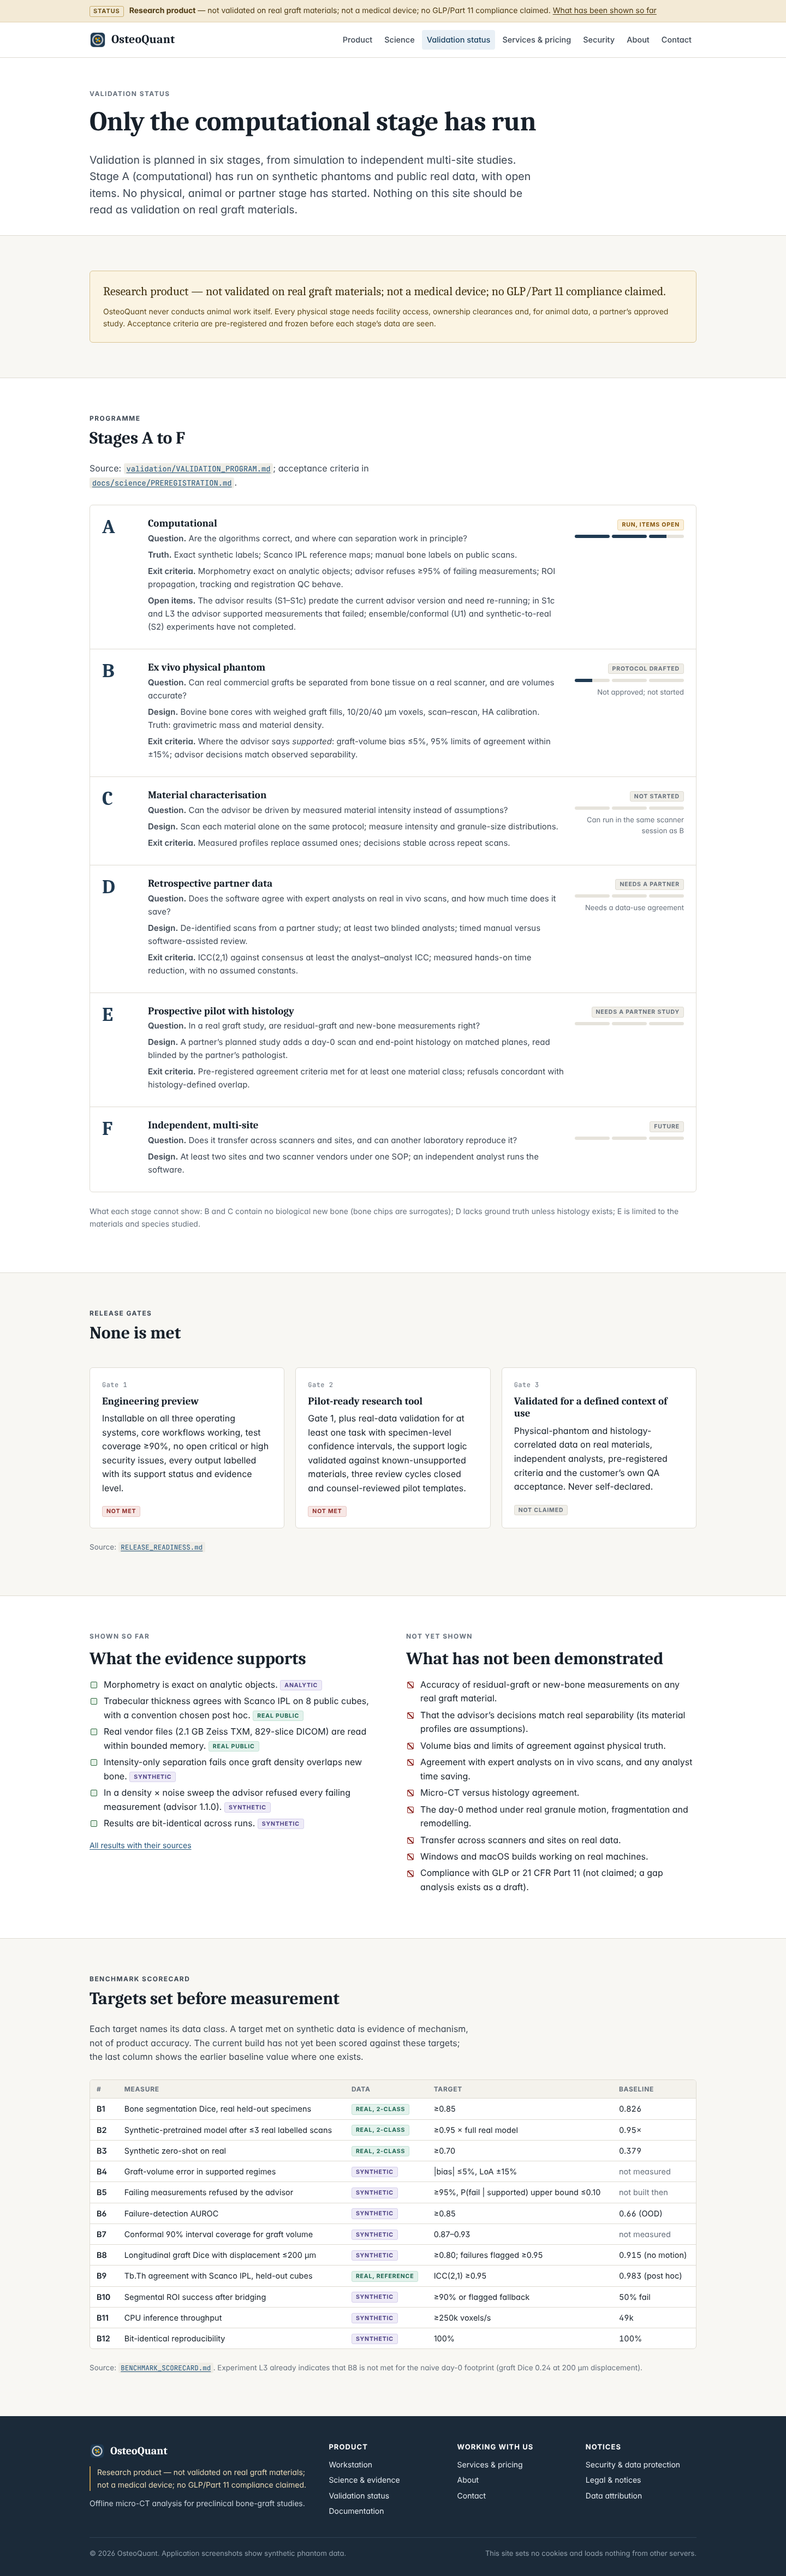 STATUS Research product — not validated on real graft materials; not a medical device; no GLP/Part 11 compliance claimed. What has been shown so far
OsteoQuant
Product Science Validation status Services & pricing Security About Contact
VALIDATION STATUS
Only the computational stage has run
Validation is planned in six stages, from simulation to independent multi-site studies.
Stage A (computational) has run on synthetic phantoms and public real data, with open
items. No physical, animal or partner stage has started. Nothing on this site should be
read as validation on real graft materials.
Research product — not validated on real graft materials; not a medical device; no GLP/Part 11 compliance claimed.
OsteoQuant never conducts animal work itself. Every physical stage needs facility access, ownership clearances and, for animal data, a partner's approved
study. Acceptance criteria are pre-registered and frozen before each stage's data are seen.
PROGRAMME
Stages A to F
Source: validation/VALIDATION_PROGRAM.md; acceptance criteria in
docs/science/PREREGISTRATION.md.
A
Computational
Question. Are the algorithms correct, and where can separation work in principle?
Truth. Exact synthetic labels; Scanco IPL reference maps; manual bone labels on public scans.
Exit criteria. Morphometry exact on analytic objects; advisor refuses ≥95% of failing measurements; ROI
propagation, tracking and registration QC behave.
Open items. The advisor results (S1–S1c) predate the current advisor version and need re-running; in S1c
and L3 the advisor supported measurements that failed; ensemble/conformal (U1) and synthetic-to-real
(S2) experiments have not completed.
RUN, ITEMS OPEN
B
Ex vivo physical phantom
Question. Can real commercial grafts be separated from bone tissue on a real scanner, and are volumes
accurate?
Design. Bovine bone cores with weighed graft fills, 10/20/40 µm voxels, scan–rescan, HA calibration.
Truth: gravimetric mass and material density.
Exit criteria. Where the advisor says supported: graft-volume bias ≤5%, 95% limits of agreement within
±15%; advisor decisions match observed separability.
PROTOCOL DRAFTED
Not approved; not started
C
Material characterisation
Question. Can the advisor be driven by measured material intensity instead of assumptions?
Design. Scan each material alone on the same protocol; measure intensity and granule-size distributions.
Exit criteria. Measured profiles replace assumed ones; decisions stable across repeat scans.
NOT STARTED
Can run in the same scanner
session as B
D
Retrospective partner data
Question. Does the software agree with expert analysts on real in vivo scans, and how much time does it
save?
Design. De-identified scans from a partner study; at least two blinded analysts; timed manual versus
software-assisted review.
Exit criteria. ICC(2,1) against consensus at least the analyst–analyst ICC; measured hands-on time
reduction, with no assumed constants.
NEEDS A PARTNER
Needs a data-use agreement
E
Prospective pilot with histology
Question. In a real graft study, are residual-graft and new-bone measurements right?
Design. A partner's planned study adds a day-0 scan and end-point histology on matched planes, read
blinded by the partner's pathologist.
Exit criteria. Pre-registered agreement criteria met for at least one material class; refusals concordant with
histology-defined overlap.
NEEDS A PARTNER STUDY
F
Independent, multi-site
Question. Does it transfer across scanners and sites, and can another laboratory reproduce it?
Design. At least two sites and two scanner vendors under one SOP; an independent analyst runs the
software.
FUTURE
What each stage cannot show: B and C contain no biological new bone (bone chips are surrogates); D lacks ground truth unless histology exists; E is limited to the
materials and species studied.
RELEASE GATES
None is met
Gate 1
Engineering preview
Installable on all three operating
systems, core workflows working, test
coverage ≥90%, no open critical or high
security issues, every output labelled
with its support status and evidence
level.
NOT MET
Gate 2
Pilot-ready research tool
Gate 1, plus real-data validation for at
least one task with specimen-level
confidence intervals, the support logic
validated against known-unsupported
materials, three review cycles closed
and counsel-reviewed pilot templates.
NOT MET
Gate 3
Validated for a defined context of
use
Physical-phantom and histology-
correlated data on real materials,
independent analysts, pre-registered
criteria and the customer's own QA
acceptance. Never self-declared.
NOT CLAIMED
Source: RELEASE_READINESS.md
SHOWN SO FAR
What the evidence supports
Morphometry is exact on analytic objects. ANALYTIC
Trabecular thickness agrees with Scanco IPL on 8 public cubes,
with a convention chosen post hoc. REAL PUBLIC
Real vendor files (2.1 GB Zeiss TXM, 829-slice DICOM) are read
within bounded memory. REAL PUBLIC
Intensity-only separation fails once graft density overlaps new
bone. SYNTHETIC
In a density × noise sweep the advisor refused every failing
measurement (advisor 1.1.0). SYNTHETIC
Results are bit-identical across runs. SYNTHETIC
All results with their sources
NOT YET SHOWN
What has not been demonstrated
Accuracy of residual-graft or new-bone measurements on any
real graft material.
That the advisor's decisions match real separability (its material
profiles are assumptions).
Volume bias and limits of agreement against physical truth.
Agreement with expert analysts on in vivo scans, and any analyst
time saving.
Micro-CT versus histology agreement.
The day-0 method under real granule motion, fragmentation and
remodelling.
Transfer across scanners and sites on real data.
Windows and macOS builds working on real machines.
Compliance with GLP or 21 CFR Part 11 (not claimed; a gap
analysis exists as a draft).
BENCHMARK SCORECARD
Targets set before measurement
Each target names its data class. A target met on synthetic data is evidence of mechanism,
not of product accuracy. The current build has not yet been scored against these targets;
the last column shows the earlier baseline value where one exists.
# MEASURE DATA TARGET BASELINE
B1 Bone segmentation Dice, real held-out specimens REAL, 2-CLASS ≥0.85 0.826
B2 Synthetic-pretrained model after ≤3 real labelled scans REAL, 2-CLASS ≥0.95 × full real model 0.95×
B3 Synthetic zero-shot on real REAL, 2-CLASS ≥0.70 0.379
B4 Graft-volume error in supported regimes SYNTHETIC |bias| ≤5%, LoA ±15% not measured
B5 Failing measurements refused by the advisor SYNTHETIC ≥95%, P(fail | supported) upper bound ≤0.10 not built then
B6 Failure-detection AUROC SYNTHETIC ≥0.85 0.66 (OOD)
B7 Conformal 90% interval coverage for graft volume SYNTHETIC 0.87–0.93 not measured
B8 Longitudinal graft Dice with displacement ≤200 µm SYNTHETIC ≥0.80; failures flagged ≥0.95 0.915 (no motion)
B9 Tb.Th agreement with Scanco IPL, held-out cubes REAL, REFERENCE ICC(2,1) ≥0.95 0.983 (post hoc)
B10 Segmental ROI success after bridging SYNTHETIC ≥90% or flagged fallback 50% fail
B11 CPU inference throughput SYNTHETIC ≥250k voxels/s 49k
B12 Bit-identical reproducibility SYNTHETIC 100% 100%
Source: BENCHMARK_SCORECARD.md. Experiment L3 already indicates that B8 is not met for the naive day-0 configuration (graft Dice 0.24 at 200 µm displacement).
OsteoQuant
Research product — not validated on real graft materials;
not a medical device; no GLP/Part 11 compliance claimed.
Offline micro-CT analysis for preclinical bone-graft studies.
PRODUCT
Workstation
Science & evidence
Validation status
Documentation
WORKING WITH US
Services & pricing
About
Contact
NOTICES
Security & data protection
Legal & notices
Data attribution
© 2026 OsteoQuant. Application screenshots show synthetic phantom data.
This site sets no cookies and loads nothing from other servers.